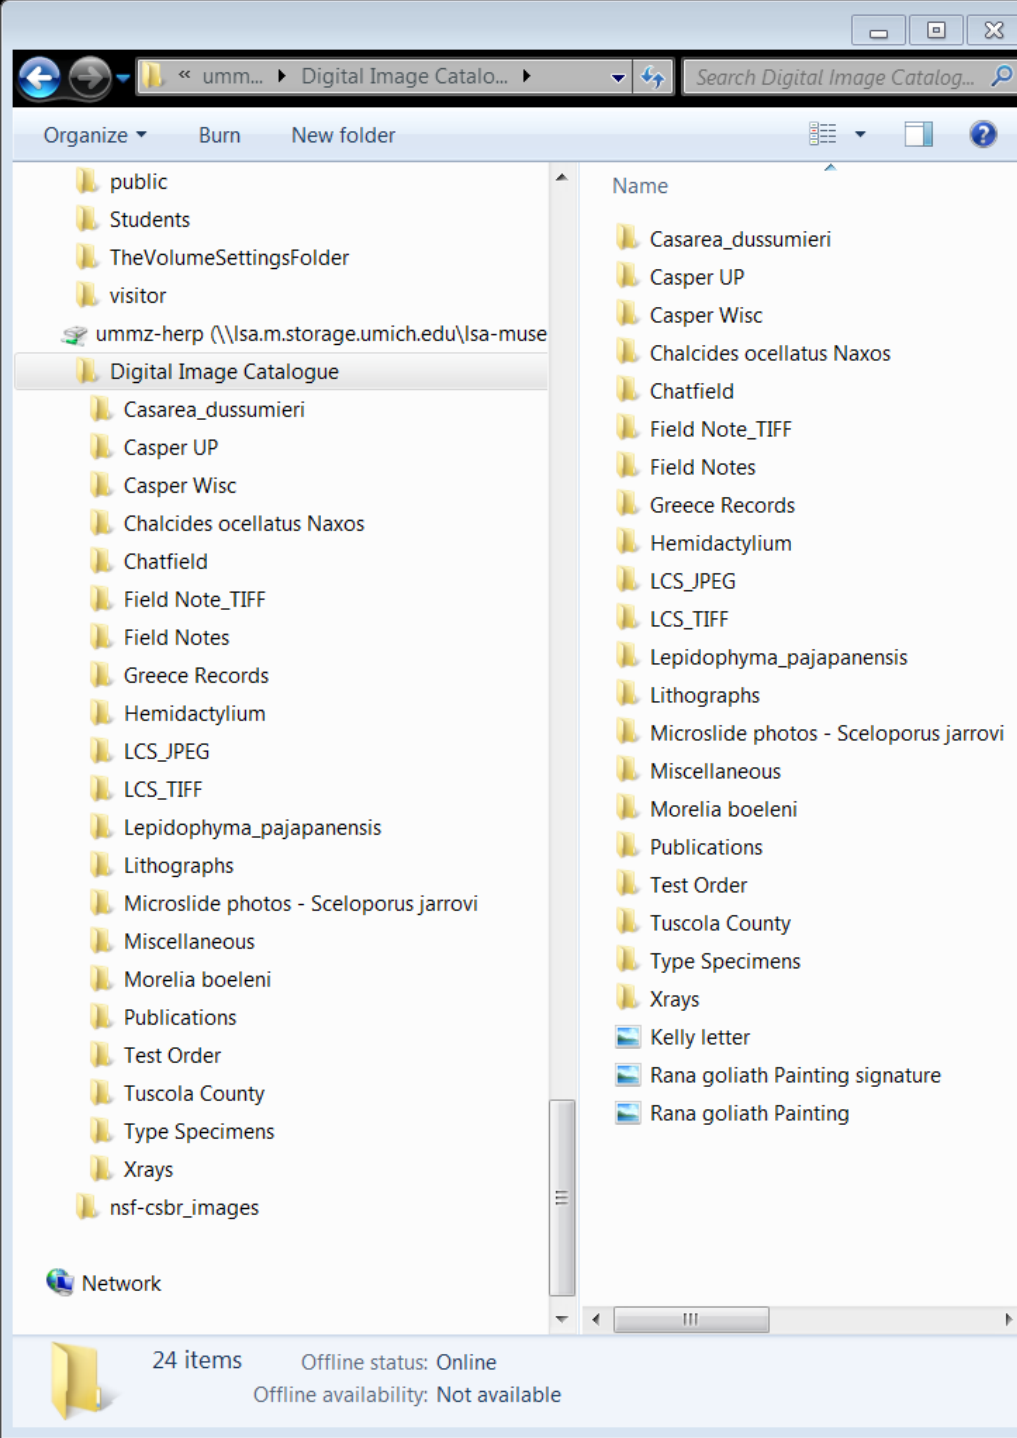 « umm... Digital Image Catalo...
Search Digital Image Catalog...
Organize Burn New folder
public
Students
TheVolumeSettingsFolder
visitor
ummz-herp (\\lsa.m.storage.umich.edu\lsa-muse
Digital Image Catalogue
Casarea_dussumieri
Casper UP
Casper Wisc
Chalcides ocellatus Naxos
Chatfield
Field Note_TIFF
Field Notes
Greece Records
Hemidactylium
LCS_JPEG
LCS_TIFF
Lepidophyma_pajapanensis
Lithographs
Microslide photos - Sceloporus jarrovi
Miscellaneous
Morelia boeleni
Publications
Test Order
Tuscola County
Type Specimens
Xrays
nsf-csbr_images
Network
Name
Casarea_dussumieri
Casper UP
Casper Wisc
Chalcides ocellatus Naxos
Chatfield
Field Note_TIFF
Field Notes
Greece Records
Hemidactylium
LCS_JPEG
LCS_TIFF
Lepidophyma_pajapanensis
Lithographs
Microslide photos - Sceloporus jarrovi
Miscellaneous
Morelia boeleni
Publications
Test Order
Tuscola County
Type Specimens
Xrays
Kelly letter
Rana goliath Painting signature
Rana goliath Painting
24 items Offline status: Online
Offline availability: Not available